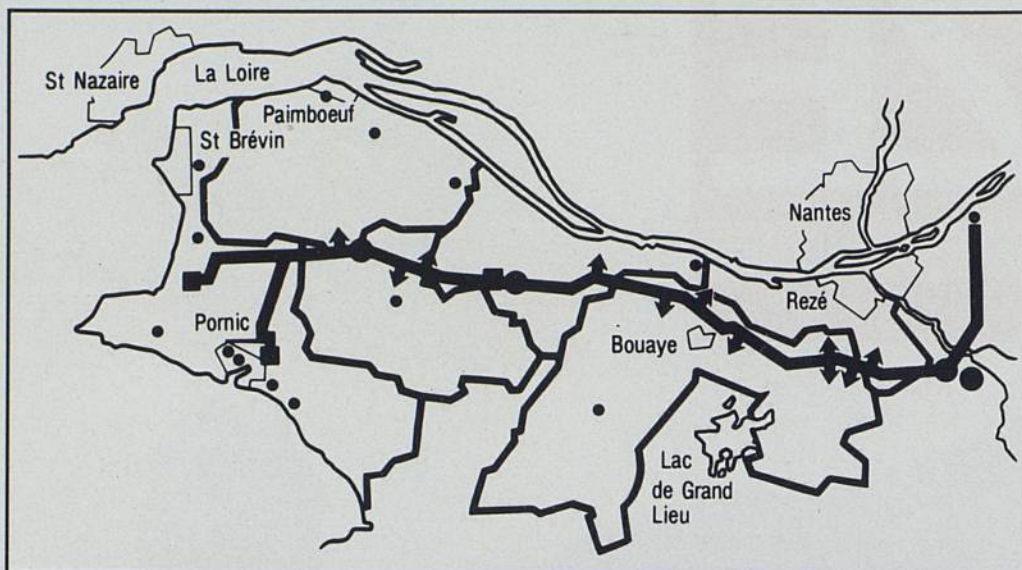 St Nazaire
La Loire
Paimboeuf
St Brévin
Nantes
Rezé
Pornic
Bouaye
Lac
de Grand
Lieu